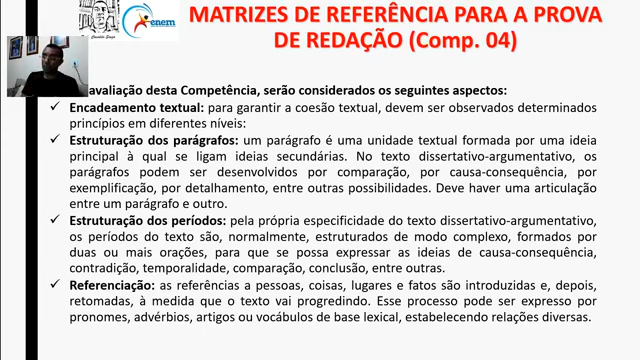 MATRIZES DE REFERÊNCIA PARA A PROVA
DE REDAÇÃO (Comp. 04)
enem
avaliação desta Competência, serão considerados os seguintes aspectos:
✓ Encadeamento textual: para garantir a coesão textual, devem ser observados determinados
princípios em diferentes níveis:
✓ Estruturação dos parágrafos: um parágrafo é uma unidade textual formada por uma ideia
principal à qual se ligam ideias secundárias. No texto dissertativo-argumentativo, os
parágrafos podem ser desenvolvidos por comparação, por causa-consequência, por
exemplificação, por detalhamento, entre outras possibilidades. Deve haver uma articulação
entre um parágrafo e outro.
✓ Estruturação dos períodos: pela própria especificidade do texto dissertativo-argumentativo,
os períodos do texto são, normalmente, estruturados de modo complexo, formados por
duas ou mais orações, para que se possa expressar as ideias de causa-consequência,
contradição, temporalidade, comparação, conclusão, entre outras.
✓ Referenciação: as referências a pessoas, coisas, lugares e fatos são introduzidas e, depois,
retomadas, à medida que o texto vai progredindo. Esse processo pode ser expresso por
pronomes, advérbios, artigos ou vocábulos de base lexical, estabelecendo relações diversas.